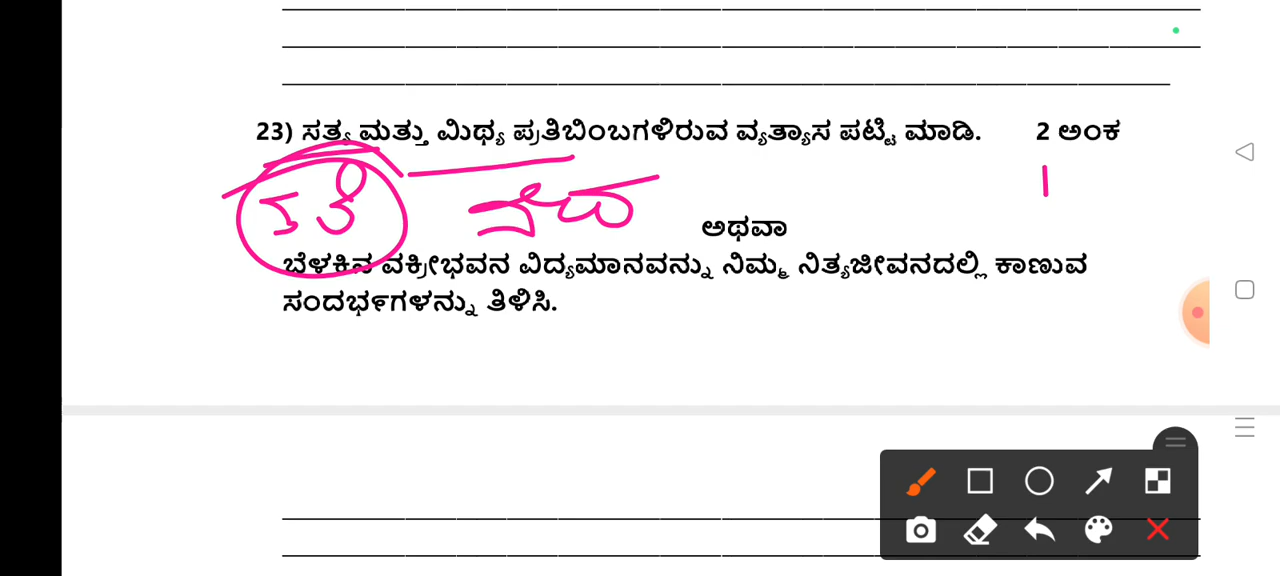 23) ಸತ್ಯ ಮತ್ತು ಮಿಥ್ಯ ಪ್ರತಿಬಿಂಬಗಳಿರುವ ವ್ಯತ್ಯಾಸ ಪಟ್ಟಿ ಮಾಡಿ. 2 ಅಂಕ
ಅಥವಾ
ಬೆಳಕಿನ ವಕ್ರೀಭವನ ವಿದ್ಯಮಾನವನ್ನು ನಿಮ್ಮ ನಿತ್ಯಜೀವನದಲ್ಲಿ ಕಾಣುವ
ಸಂದರ್ಭಗಳನ್ನು ತಿಳಿಸಿ.